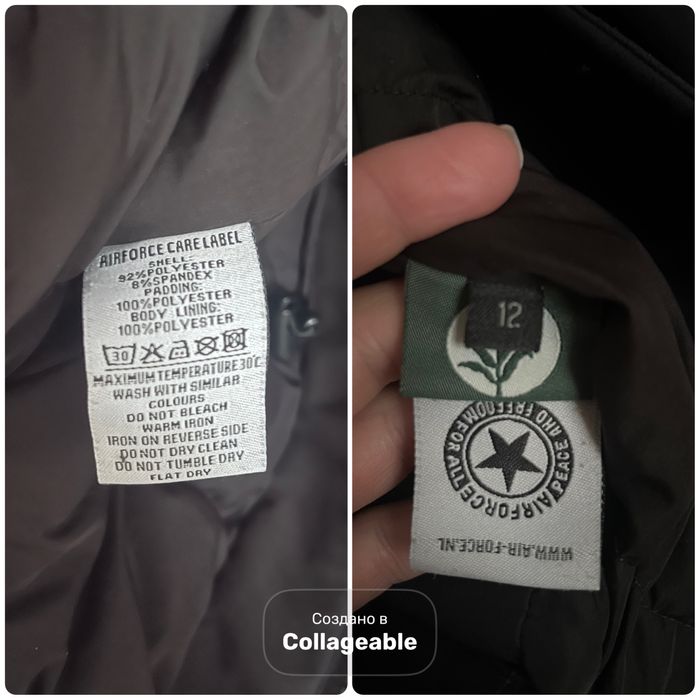 AIRFORCE CARE LABEL
SHELL:
92%POLYESTER
8%SPANDEX
PADDING:
100%POLYESTER
BODY LINING:
100%POLYESTER
30
MAXIMUM TEMPERATURE 30℃
WASH WITH SIMILAR
COLOURS
DO NOT BLEACH
WARM IRON
IRON ON REVERSE SIDE
DO NOT DRY CLEAN
DO NOT TUMBLE DRY
FLAT DRY
12
AIRFORCE PEACE AND FREEDOM FOR ALL
WWW.AIR-FORCE.NL
Создано в
Collageable